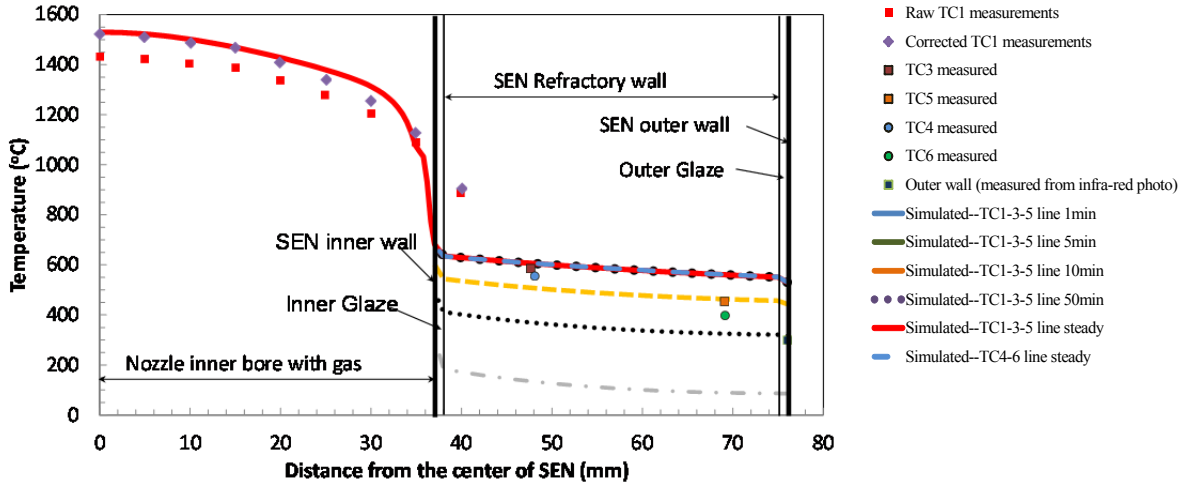 1600
1400
1200
1000
800
600
400
200
0
Temperature (°C)
SEN Refractory wall
SEN outer wall
Outer Glaze
SEN inner wall
Inner Glaze
Nozzle inner bore with gas
0 10 20 30 40 50 60 70 80
Distance from the center of SEN (mm)
Raw TC1 measurements
Corrected TC1 measurements
TC3 measured
TC5 measured
TC4 measured
TC6 measured
Outer wall (measured from infra-red photo)
Simulated--TC1-3-5 line 1min
Simulated--TC1-3-5 line 5min
Simulated--TC1-3-5 line 10min
Simulated--TC1-3-5 line 50min
Simulated--TC1-3-5 line steady
Simulated--TC4-6 line steady